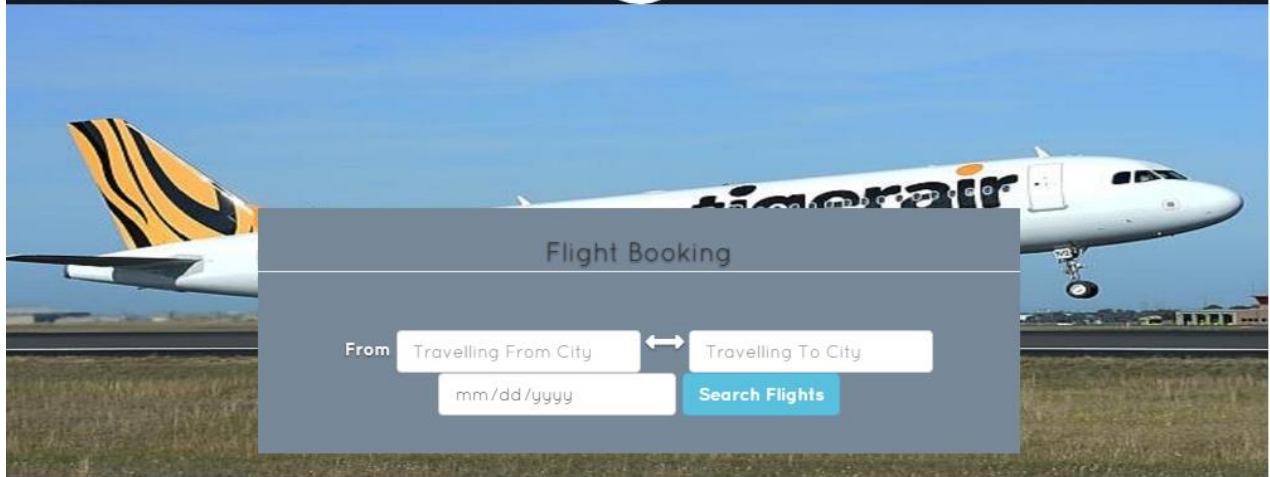 tigerair
Flight Booking
From Travelling From City Travelling To City
mm/dd/yyyy Search Flights